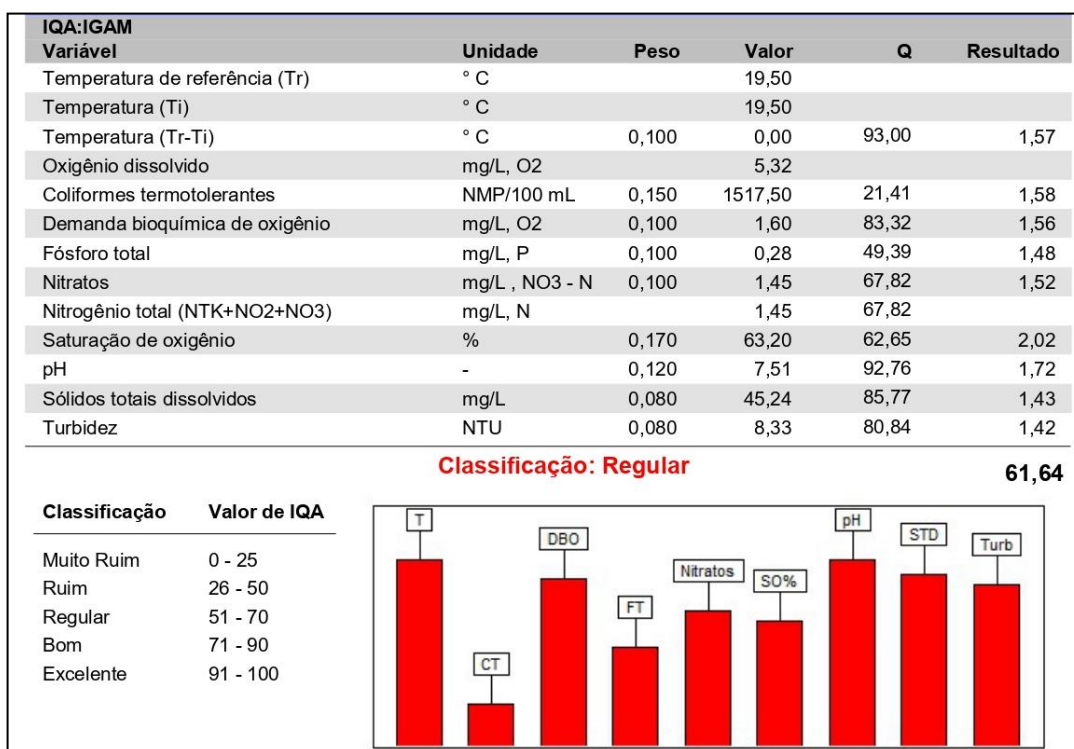 IQA:IGAM
Variável Unidade Peso Valor Q Resultado
Temperatura de referência (Tr) ° C 19,50
Temperatura (Ti) ° C 19,50
Temperatura (Tr-Ti) ° C 0,100 0,00 93,00 1,57
Oxigênio dissolvido mg/L, O2 5,32
Coliformes termotolerantes NMP/100 mL 0,150 1517,50 21,41 1,58
Demanda bioquímica de oxigênio mg/L, O2 0,100 1,60 83,32 1,56
Fósforo total mg/L, P 0,100 0,28 49,39 1,48
Nitratos mg/L , NO3 - N 0,100 1,45 67,82 1,52
Nitrogênio total (NTK+NO2+NO3) mg/L, N 1,45 67,82
Saturação de oxigênio % 0,170 63,20 62,65 2,02
pH - 0,120 7,51 92,76 1,72
Sólidos totais dissolvidos mg/L 0,080 45,24 85,77 1,43
Turbidez NTU 0,080 8,33 80,84 1,42
Classificação: Regular 61,64
Classificação Valor de IQA
Muito Ruim 0 - 25
Ruim 26 - 50
Regular 51 - 70
Bom 71 - 90
Excelente 91 - 100
T
CT
DBO
FT
Nitratos
SO%
pH
STD
Turb